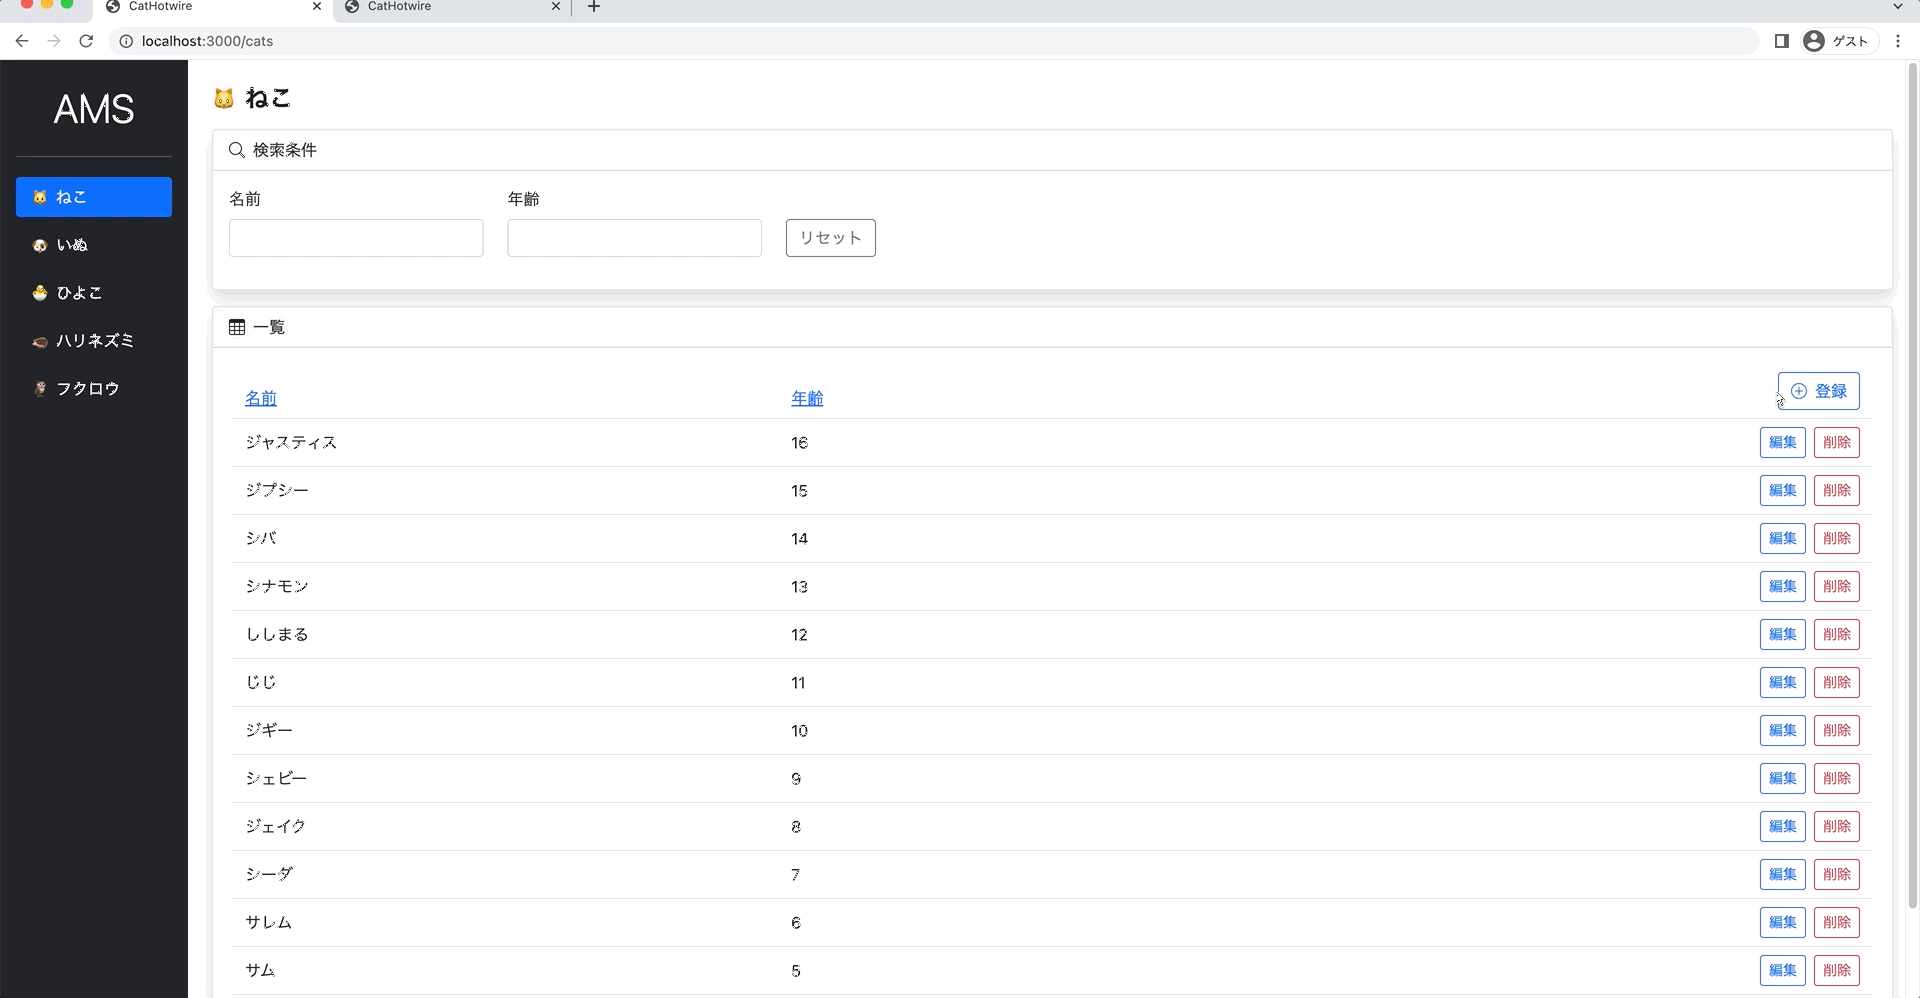 CatHotwire CatHotwire
localhost:3000/cats ゲスト
AMS
ねこ
いぬ
ひよこ
ハリネズミ
フクロウ
ねこ
検索条件
名前 年齢
リセット
一覧
名前 年齢 登録
ジャスティス 16 編集 削除
ジプシー 15 編集 削除
シバ 14 編集 削除
シナモン 13 編集 削除
ししまる 12 編集 削除
じじ 11 編集 削除
ジギー 10 編集 削除
シェビー 9 編集 削除
ジェイク 8 編集 削除
シーダ 7 編集 削除
サレム 6 編集 削除
サム 5 編集 削除